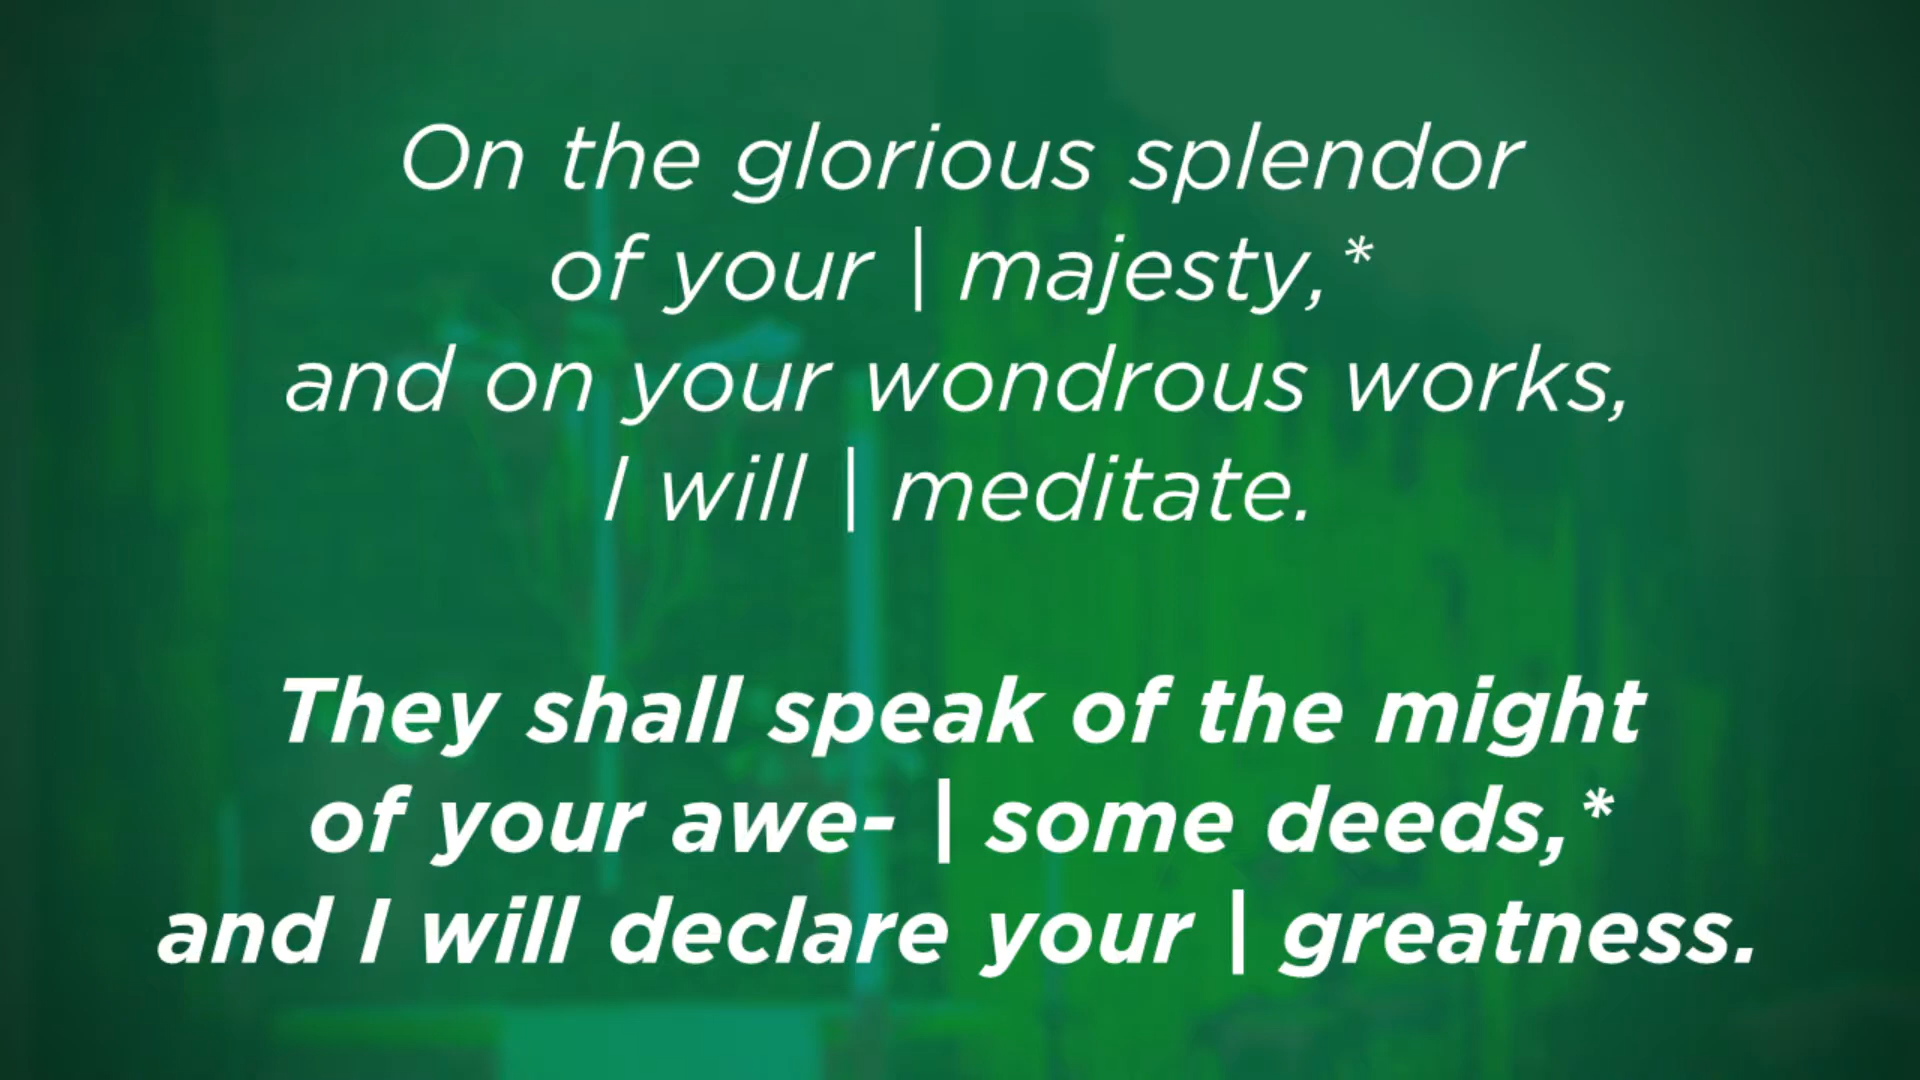 On the glorious splendor
of your | majesty,*
and on your wondrous works,
I will | meditate.
They shall speak of the might
of your awe- | some deeds,*
and I will declare your | greatness.